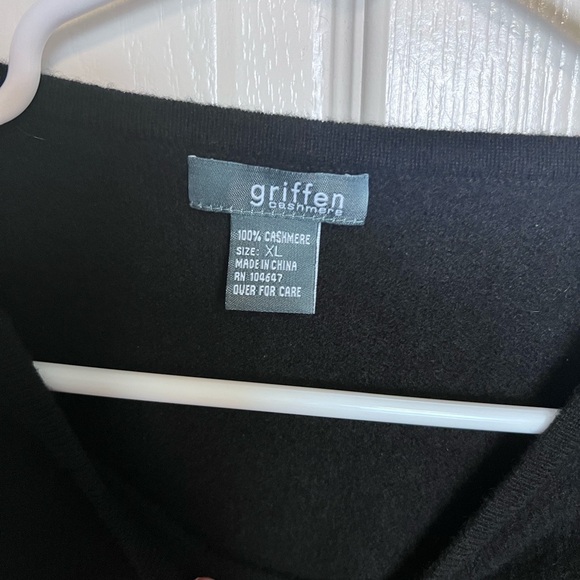 griffen
cashmere
100% CASHMERE
SIZE: XL
MADE IN CHINA
RN 104647
OVER FOR CARE